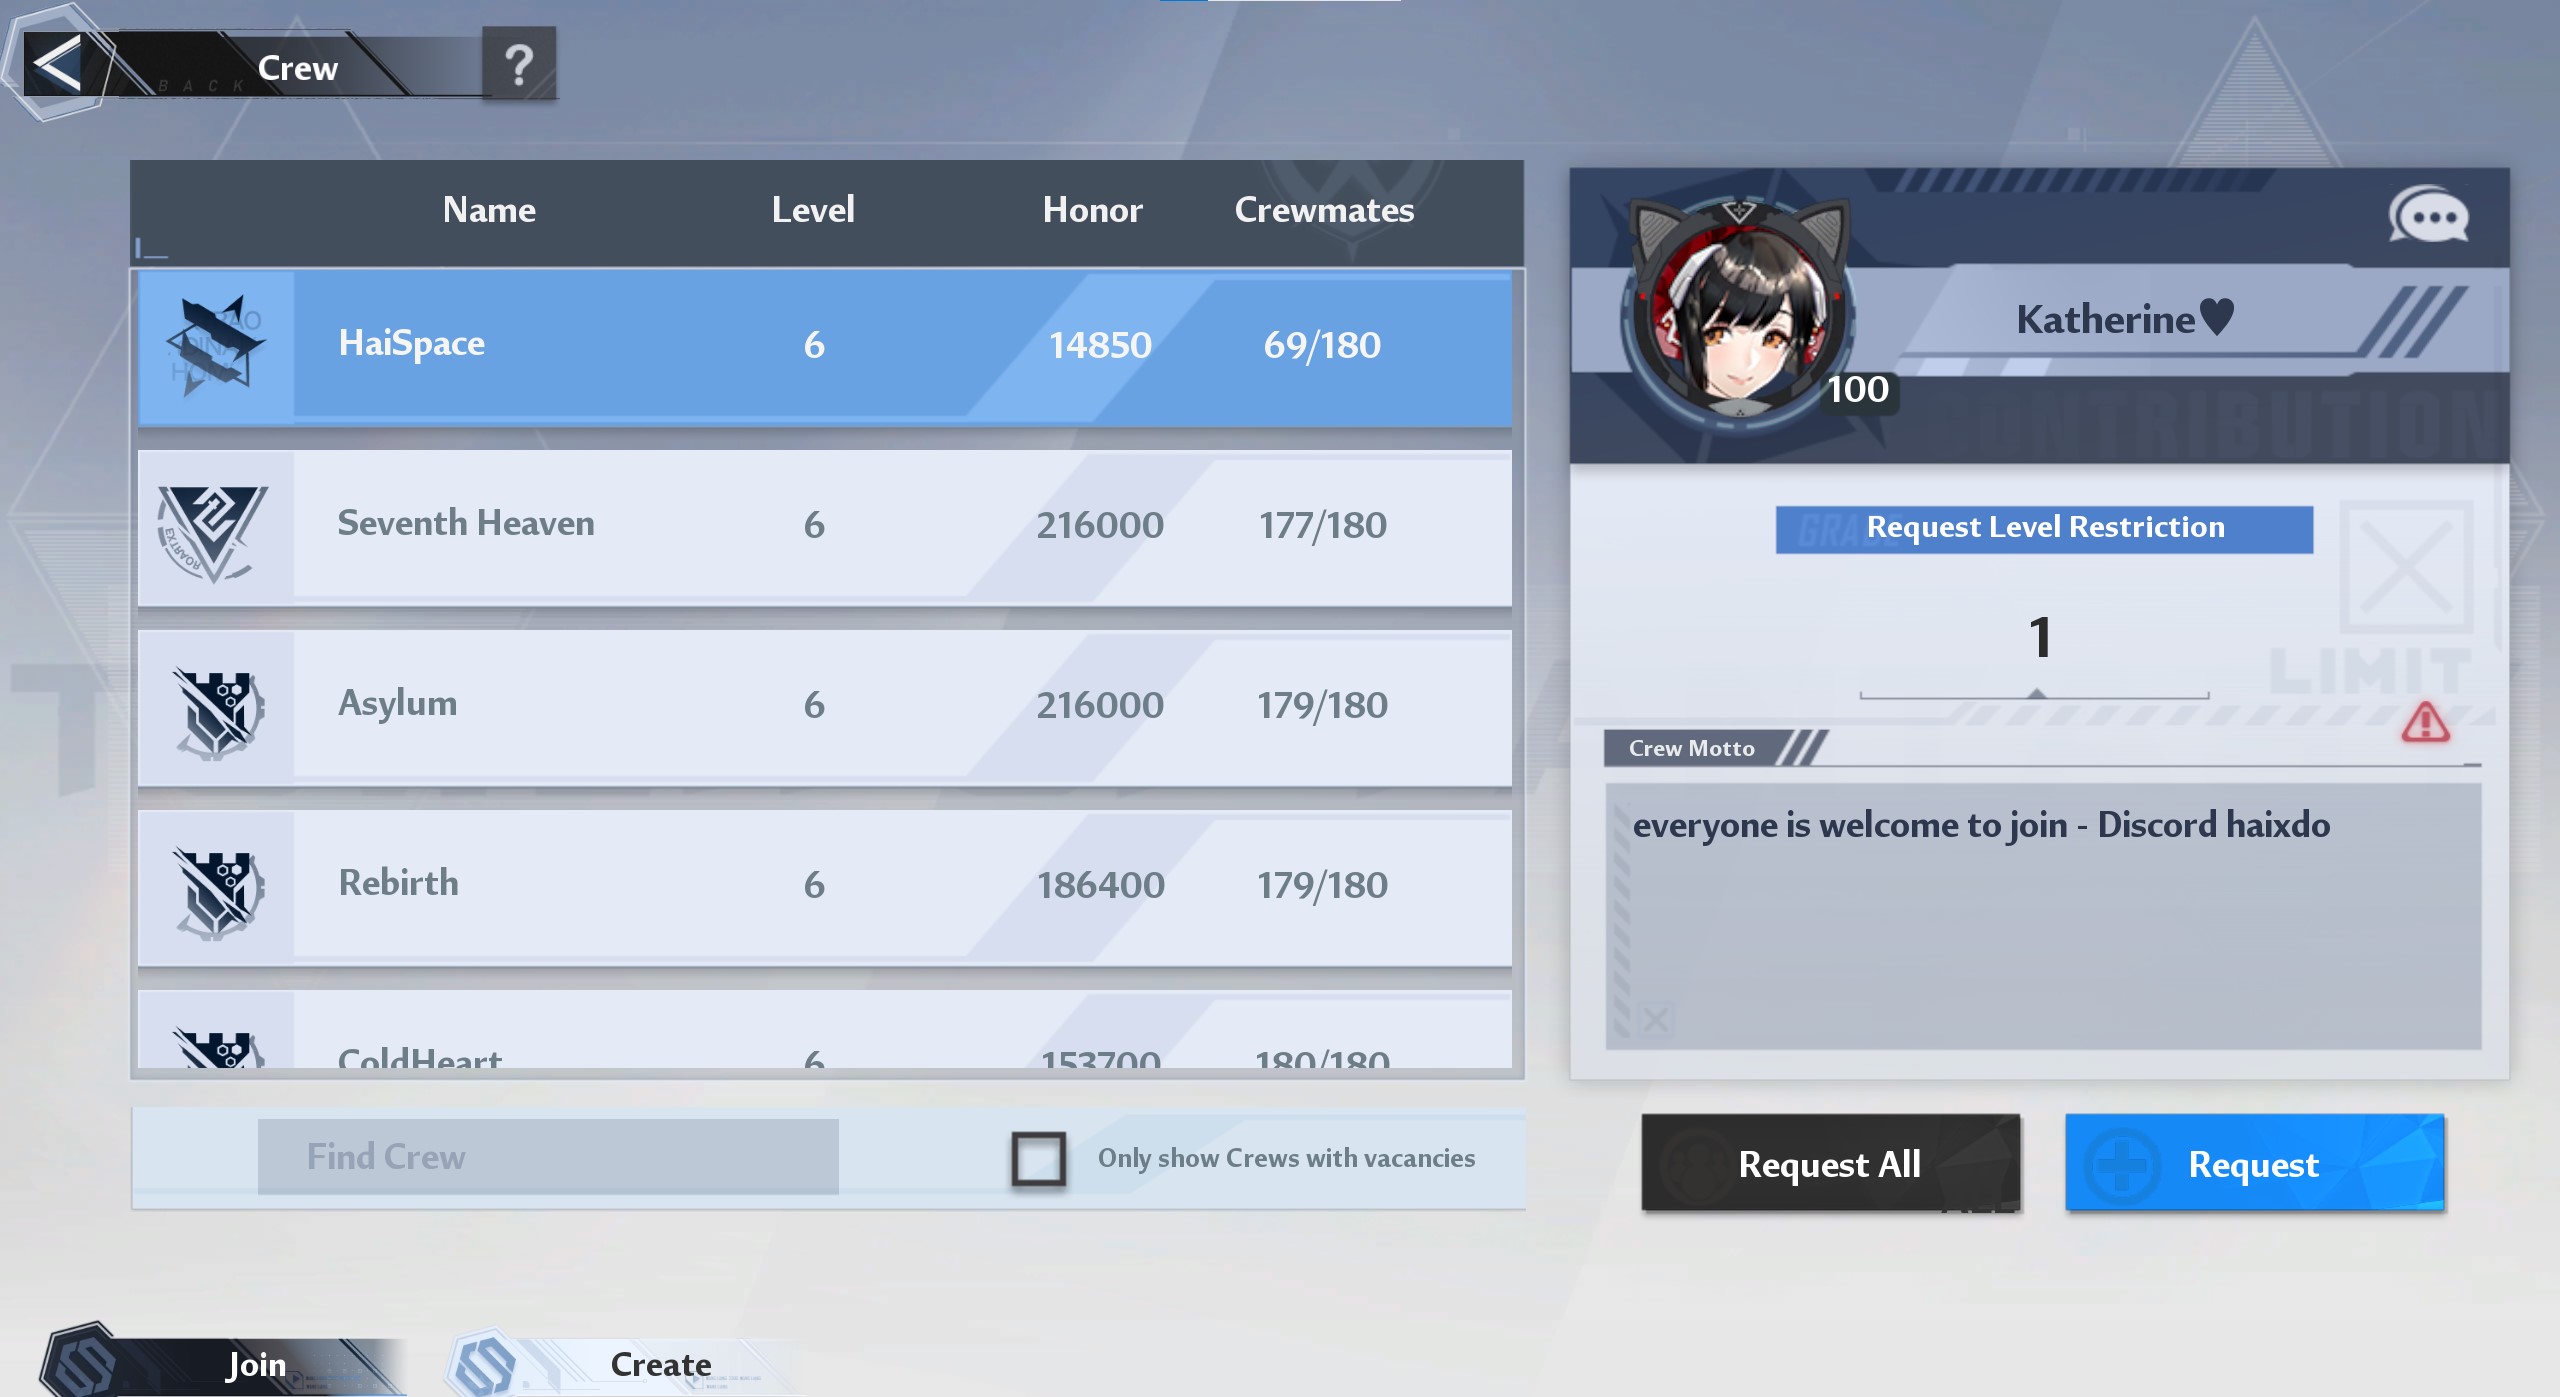 Crew
?
BACK
Name Level Honor Crewmates
HaiSpace 6 14850 69/180
Seventh Heaven 6 216000 177/180
Asylum 6 216000 179/180
Rebirth 6 186400 179/180
ColdHeart 6 153700 180/180
Find Crew
Only show Crews with vacancies
Katherine♥
100
CONTRIBUTION
Request Level Restriction
1
LIMIT
Crew Motto
everyone is welcome to join - Discord haixdo
Request All
Request
Join
Create